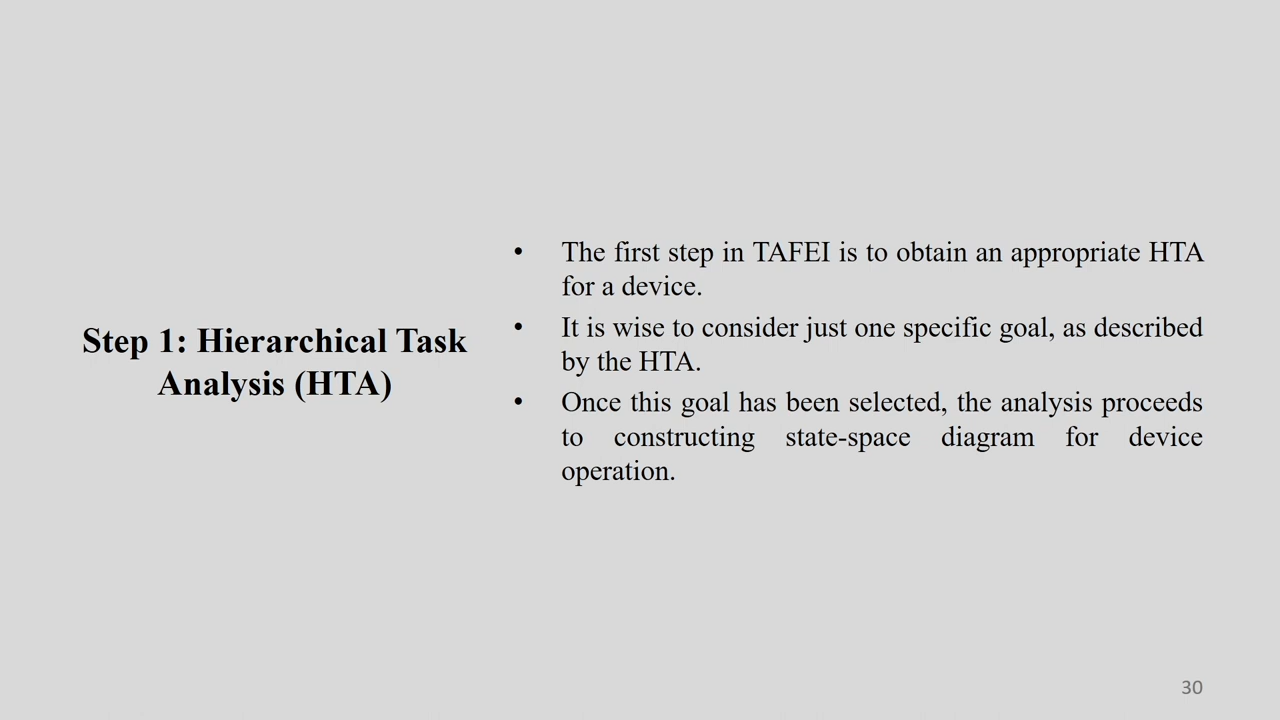 Step 1: Hierarchical Task
Analysis (HTA)
• The first step in TAFEI is to obtain an appropriate HTA
for a device.
• It is wise to consider just one specific goal, as described
by the HTA.
• Once this goal has been selected, the analysis proceeds
to constructing state-space diagram for device
operation.
30